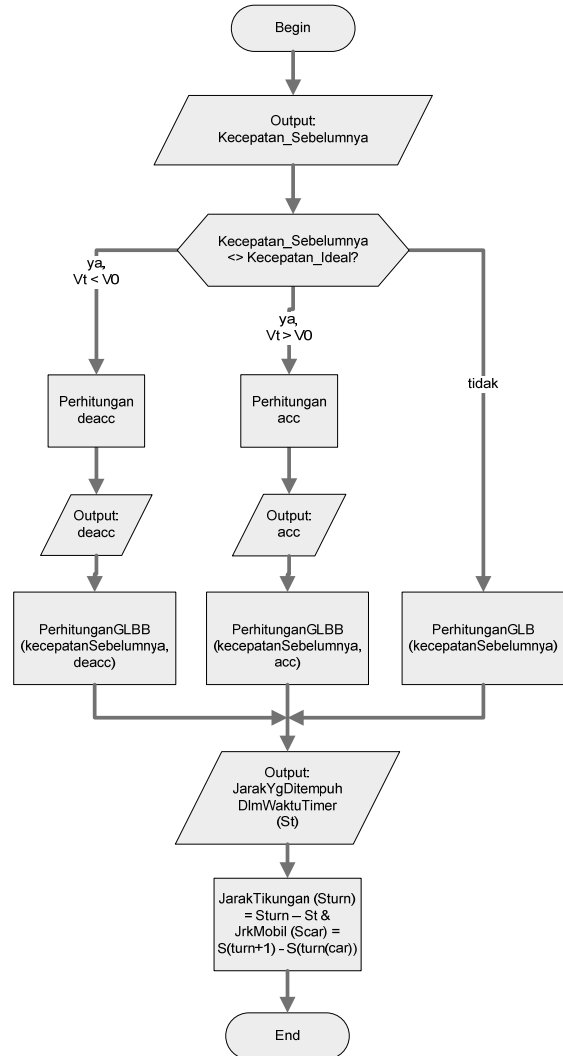 Begin
Output:
Kecepatan_Sebelumnya
Kecepatan_Sebelumnya
<> Kecepatan_Ideal?
ya,
Vt < V0
ya,
Vt > V0
tidak
Perhitungan
deacc
Perhitungan
acc
Output:
deacc
Output:
acc
PerhitunganGLBB
(kecepatanSebelumnya,
deacc)
PerhitunganGLBB
(kecepatanSebelumnya,
acc)
PerhitunganGLB
(kecepatanSebelumnya)
Output:
JarakYgDitempuh
DlmWaktuTimer
(St)
JarakTikungan (Sturn)
= Sturn – St &
JrkMobil (Scar) =
S(turn+1) - S(turn(car))
End